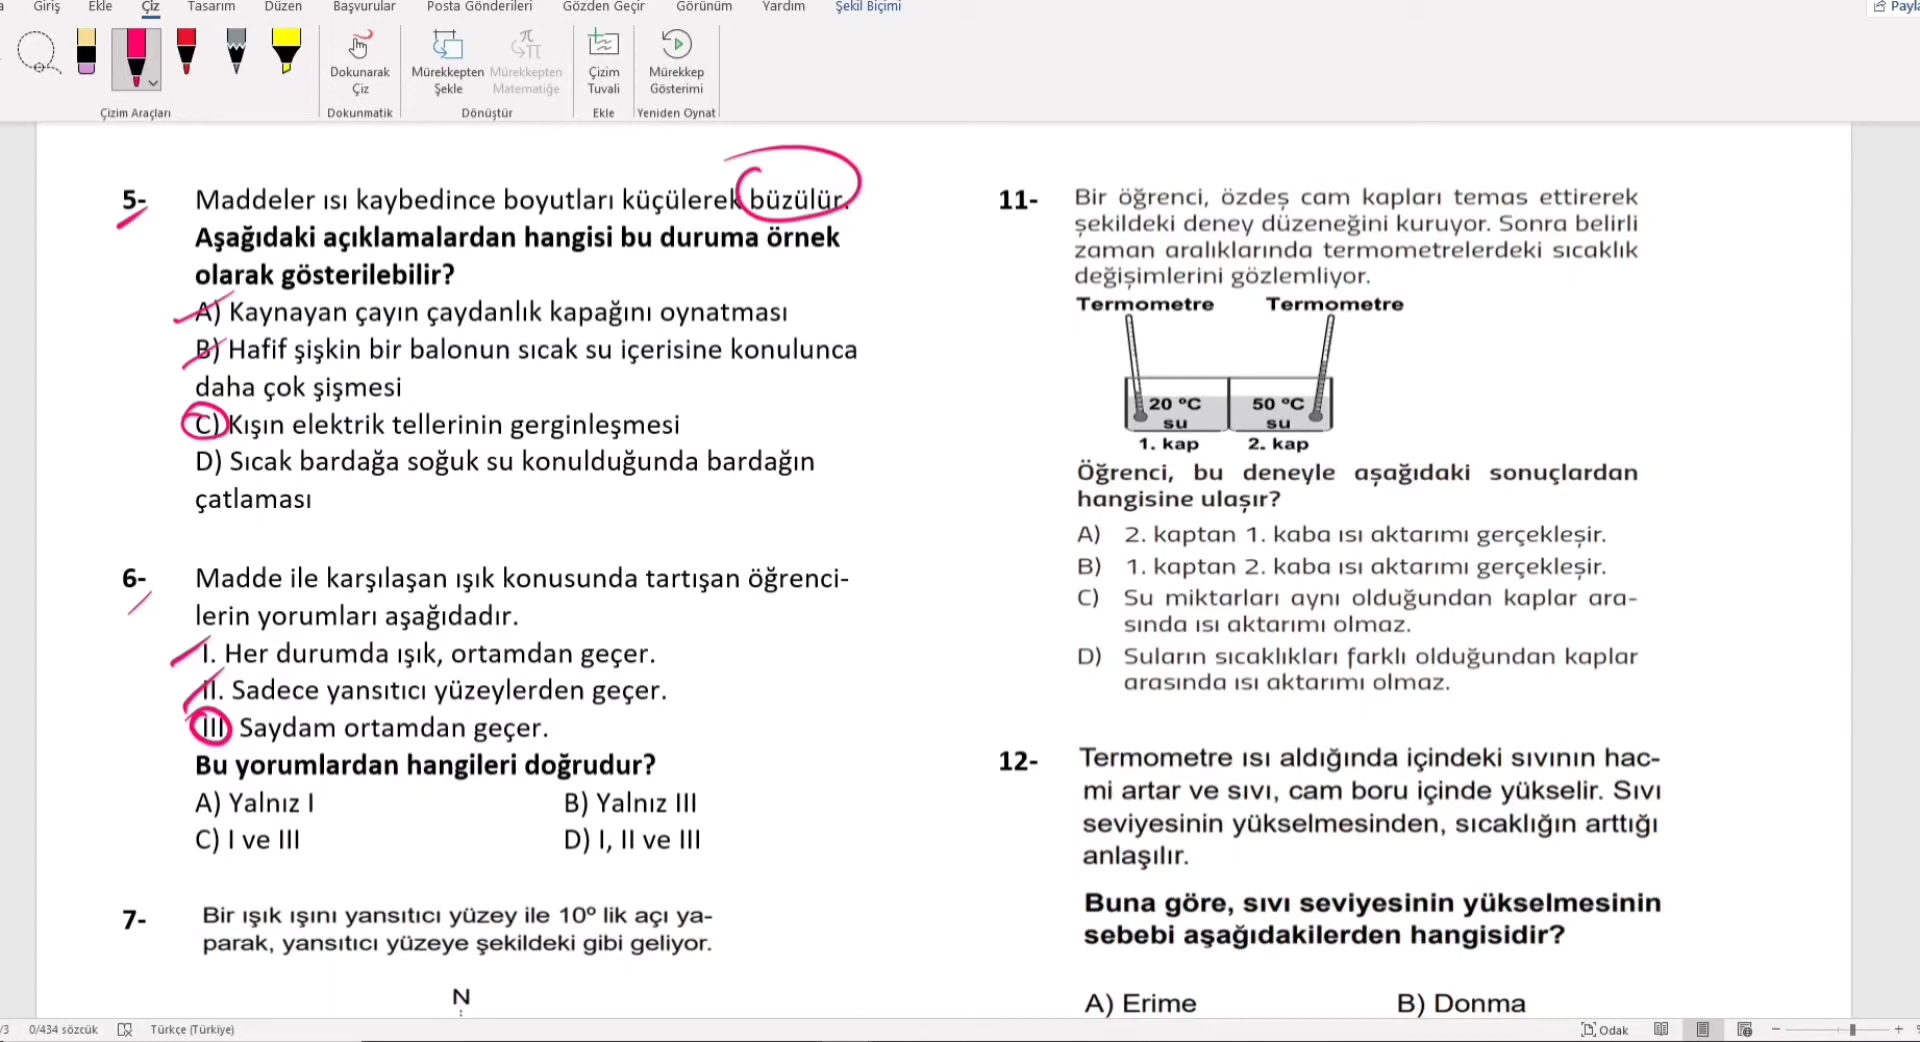 Giriş Ekle Çiz Tasarım Düzen Başvurular Posta Gönderileri Gözden Geçir Görünüm Yardım Şekil Biçimi
Dokunarak Çiz
Mürekkepten Şekle
Mürekkepten Matematiğe
Çizim Tuvali
Mürekkep Gösterimi
Çizim Araçları Dokunmatik Dönüştür Ekle Yeniden Oynat
5- Maddeler ısı kaybedince boyutları küçülerek büzülür.
Aşağıdaki açıklamalardan hangisi bu duruma örnek
olarak gösterilebilir?
A) Kaynayan çayın çaydanlık kapağını oynatması
B) Hafif şişkin bir balonun sıcak su içerisine konulunca
daha çok şişmesi
C) Kışın elektrik tellerinin gerginleşmesi
D) Sıcak bardağa soğuk su konulduğunda bardağın
çatlaması
6- Madde ile karşılaşan ışık konusunda tartışan öğrenci-
lerin yorumları aşağıdadır.
I. Her durumda ışık, ortamdan geçer.
II. Sadece yansıtıcı yüzeylerden geçer.
III. Saydam ortamdan geçer.
Bu yorumlardan hangileri doğrudur?
A) Yalnız I B) Yalnız III
C) I ve III D) I, II ve III
7- Bir ışık ışını yansıtıcı yüzey ile 10º lik açı ya-
parak, yansıtıcı yüzeye şekildeki gibi geliyor.
N
11- Bir öğrenci, özdeş cam kapları temas ettirerek
şekildeki deney düzeneğini kuruyor. Sonra belirli
zaman aralıklarında termometrelerdeki sıcaklık
değişimlerini gözlemliyor.
Termometre Termometre
20 ºC 50 ºC
su su
1. kap 2. kap
Öğrenci, bu deneyle aşağıdaki sonuçlardan
hangisine ulaşır?
A) 2. kaptan 1. kaba ısı aktarımı gerçekleşir.
B) 1. kaptan 2. kaba ısı aktarımı gerçekleşir.
C) Su miktarları aynı olduğundan kaplar ara-
sında ısı aktarımı olmaz.
D) Suların sıcaklıkları farklı olduğundan kaplar
arasında ısı aktarımı olmaz.
12- Termometre ısı aldığında içindeki sıvının hac-
mi artar ve sıvı, cam boru içinde yükselir. Sıvı
seviyesinin yükselmesinden, sıcaklığın arttığı
anlaşılır.
Buna göre, sıvı seviyesinin yükselmesinin
sebebi aşağıdakilerden hangisidir?
A) Erime B) Donma
/3 0/434 sözcük Türkçe (Türkiye) Odak